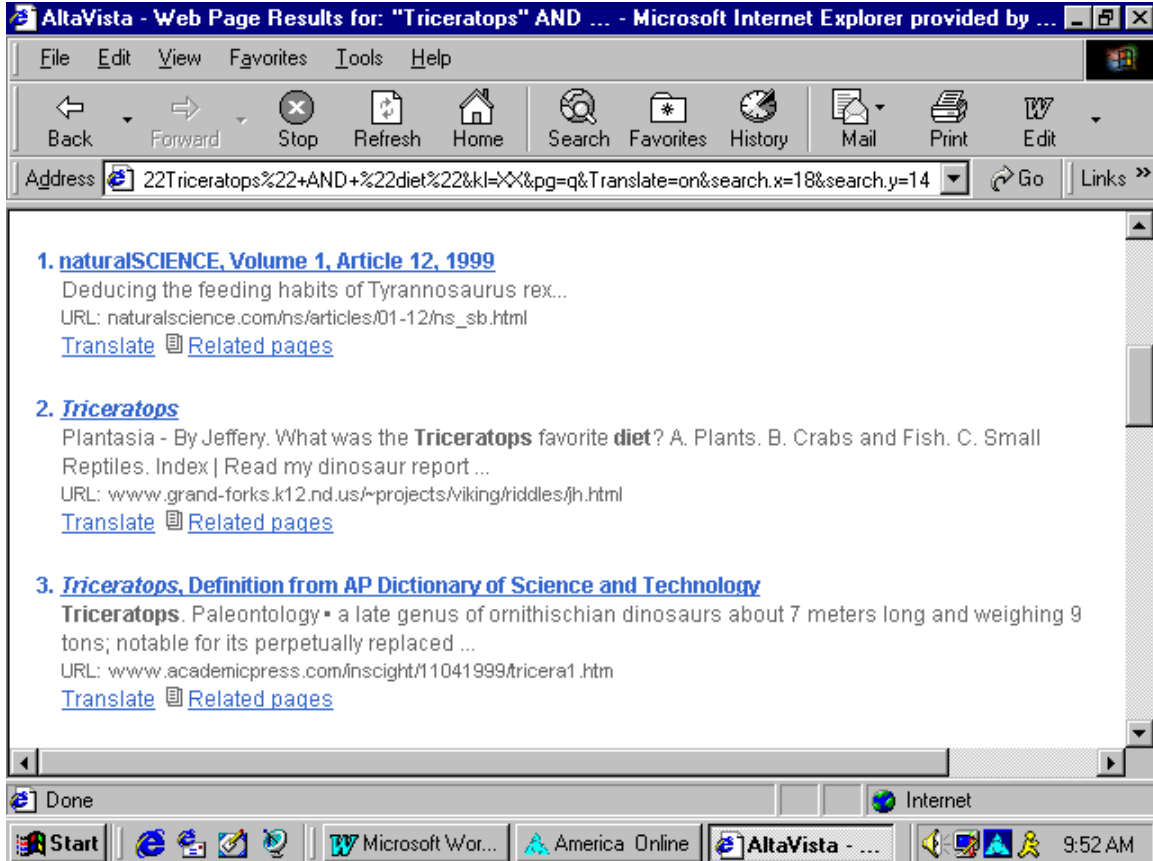 AltaVista - Web Page Results for: "Triceratops" AND ... - Microsoft Internet Explorer provided by ...
File Edit View Favorites Tools Help
Back Forward Stop Refresh Home Search Favorites History Mail Print Edit
Address 22Triceratops%22+AND+%22diet%22&kl=XX&pg=q&Translate=on&search.x=18&search.y=14 Go Links »
1. naturalSCIENCE, Volume 1, Article 12, 1999
Deducing the feeding habits of Tyrannosaurus rex...
URL: naturalscience.com/ns/articles/01-12/ns_sb.html
Translate Related pages
2. Triceratops
Plantasia - By Jeffery. What was the Triceratops favorite diet? A. Plants. B. Crabs and Fish. C. Small
Reptiles. Index | Read my dinosaur report ...
URL: www.grand-forks.k12.nd.us/~projects/viking/riddles/jh.html
Translate Related pages
3. Triceratops, Definition from AP Dictionary of Science and Technology
Triceratops. Paleontology▪ a late genus of ornithischian dinosaurs about 7 meters long and weighing 9
tons; notable for its perpetually replaced ...
URL: www.academicpress.com/inscight/11041999/tricera1.htm
Translate Related pages
Done Internet
Start Microsoft Wor... America Online AltaVista - ... 9:52 AM